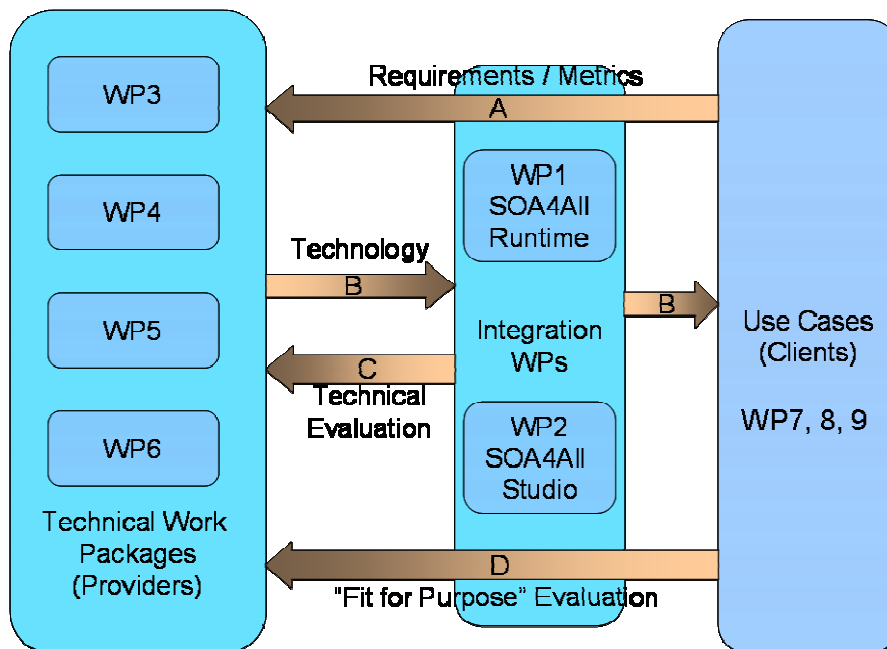 WP3
WP4
WP5
WP6
Technical Work
Packages
(Providers)
Requirements / Metrics
A
Technology
B
C
Technical
Evaluation
WP1
SOA4All
Runtime
Integration
WPs
WP2
SOA4All
Studio
B
D
"Fit for Purpose” Evaluation
Use Cases
(Clients)
WP7, 8, 9